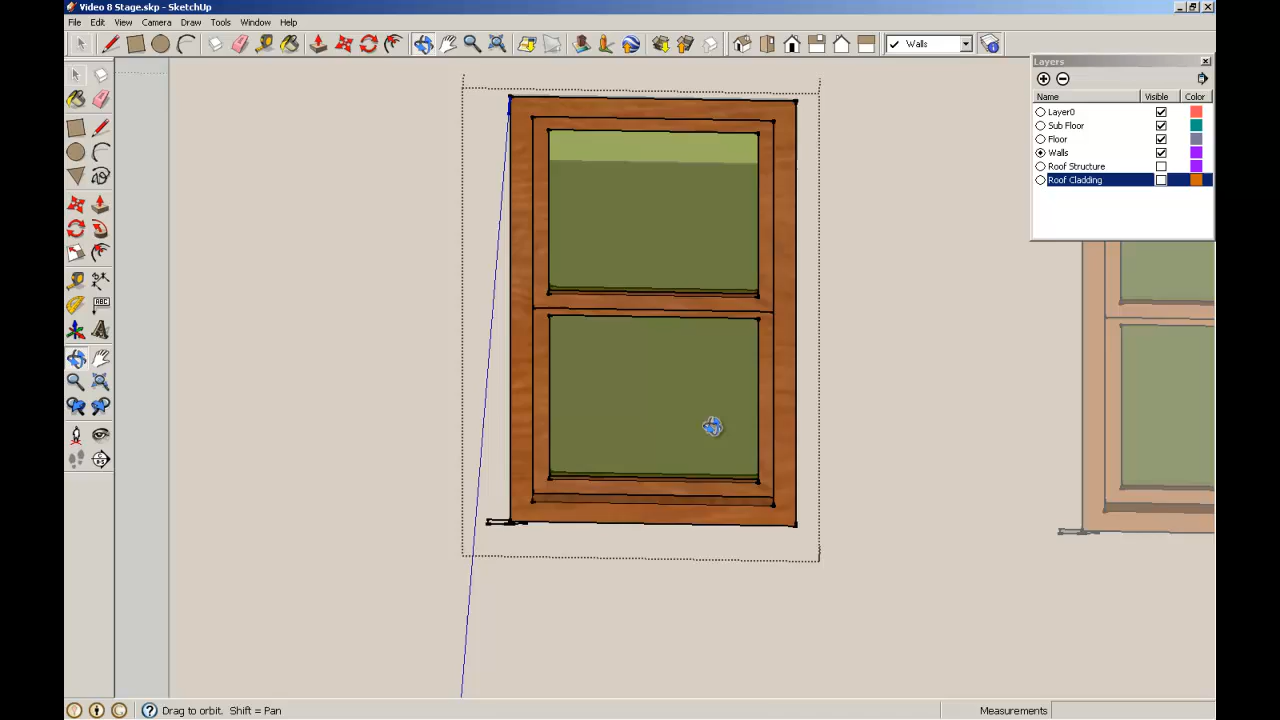 Video 8 Stage.skp - SketchUp
File Edit View Camera Draw Tools Window Help
Walls
Layers
Name Visible Color
Layer0
Sub Floor
Floor
Walls
Roof Structure
Roof Cladding
ABC
Drag to orbit. Shift = Pan
Measurements